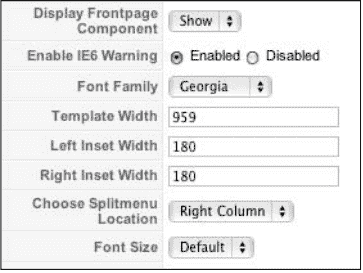 Display Frontpage
Component
Show
Enable IE6 Warning
Enabled
Disabled
Font Family
Georgia
Template Width
959
Left Inset Width
180
Right Inset Width
180
Choose Splitmenu
Location
Right Column
Font Size
Default